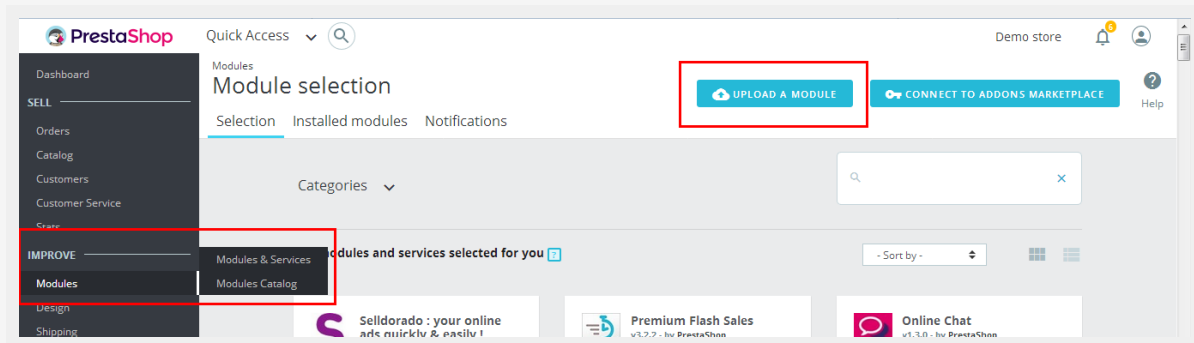 PrestaShop
Quick Access
Demo store
6
Dashboard
SELL
Orders
Catalog
Customers
Customer Service
Stats
IMPROVE
Modules
Design
Shipping
Modules & Services
Modules Catalog
Modules
Module selection
UPLOAD A MODULE
CONNECT TO ADDONS MARKETPLACE
?
Help
Selection Installed modules Notifications
Categories
modules and services selected for you ?
- Sort by -
Selldorado : your online
ads quickly & easily !
Premium Flash Sales
v3.2.2 - by PrestaShop
Online Chat
v1.3.0 - by PrestaShop